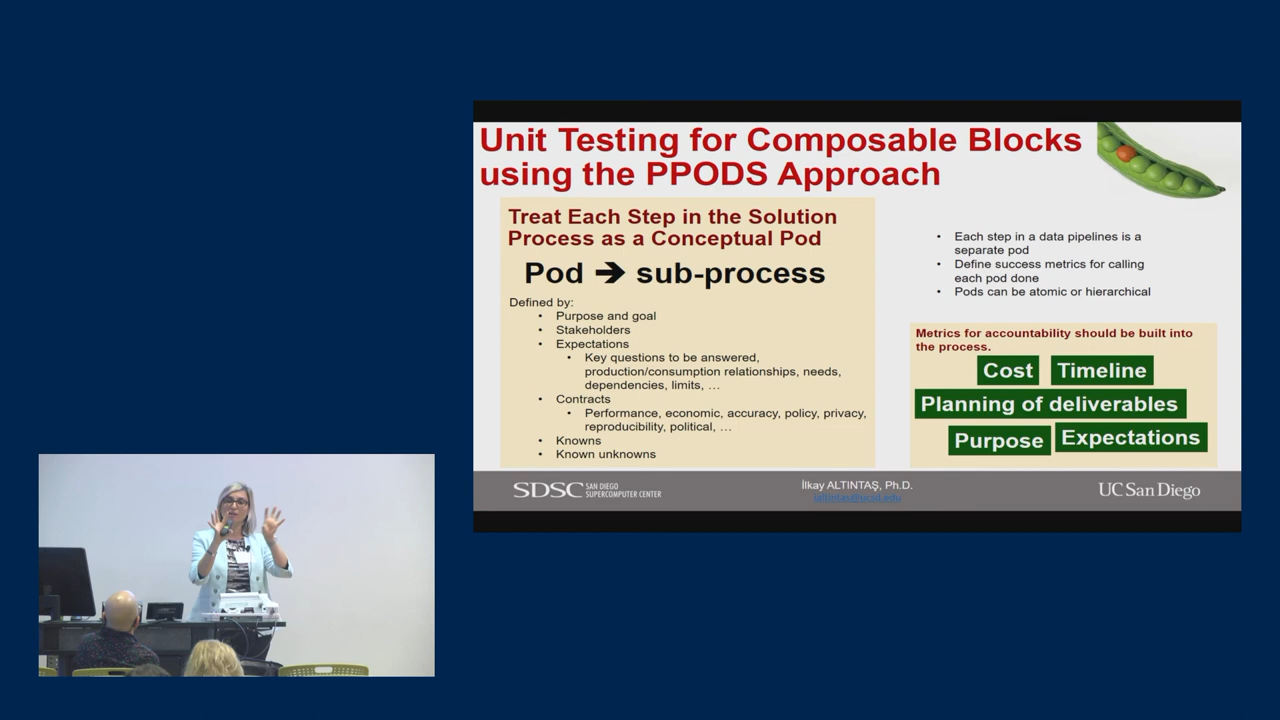 Unit Testing for Composable Blocks
using the PPODS Approach
Treat Each Step in the Solution
Process as a Conceptual Pod
Pod ➔ sub-process
Defined by:
• Purpose and goal
• Stakeholders
• Expectations
• Key questions to be answered,
production/consumption relationships, needs,
dependencies, limits, …
• Contracts
• Performance, economic, accuracy, policy, privacy,
reproducibility, political, …
• Knowns
• Known unknowns
• Each step in a data pipelines is a
separate pod
• Define success metrics for calling
each pod done
• Pods can be atomic or hierarchical
Metrics for accountability should be built into
the process.
Cost Timeline
Planning of deliverables
Purpose Expectations
SDSC SAN DIEGO
SUPERCOMPUTER CENTER
İlkay ALTINTAŞ, Ph.D.
ialtintas@ucsd.edu
UC San Diego